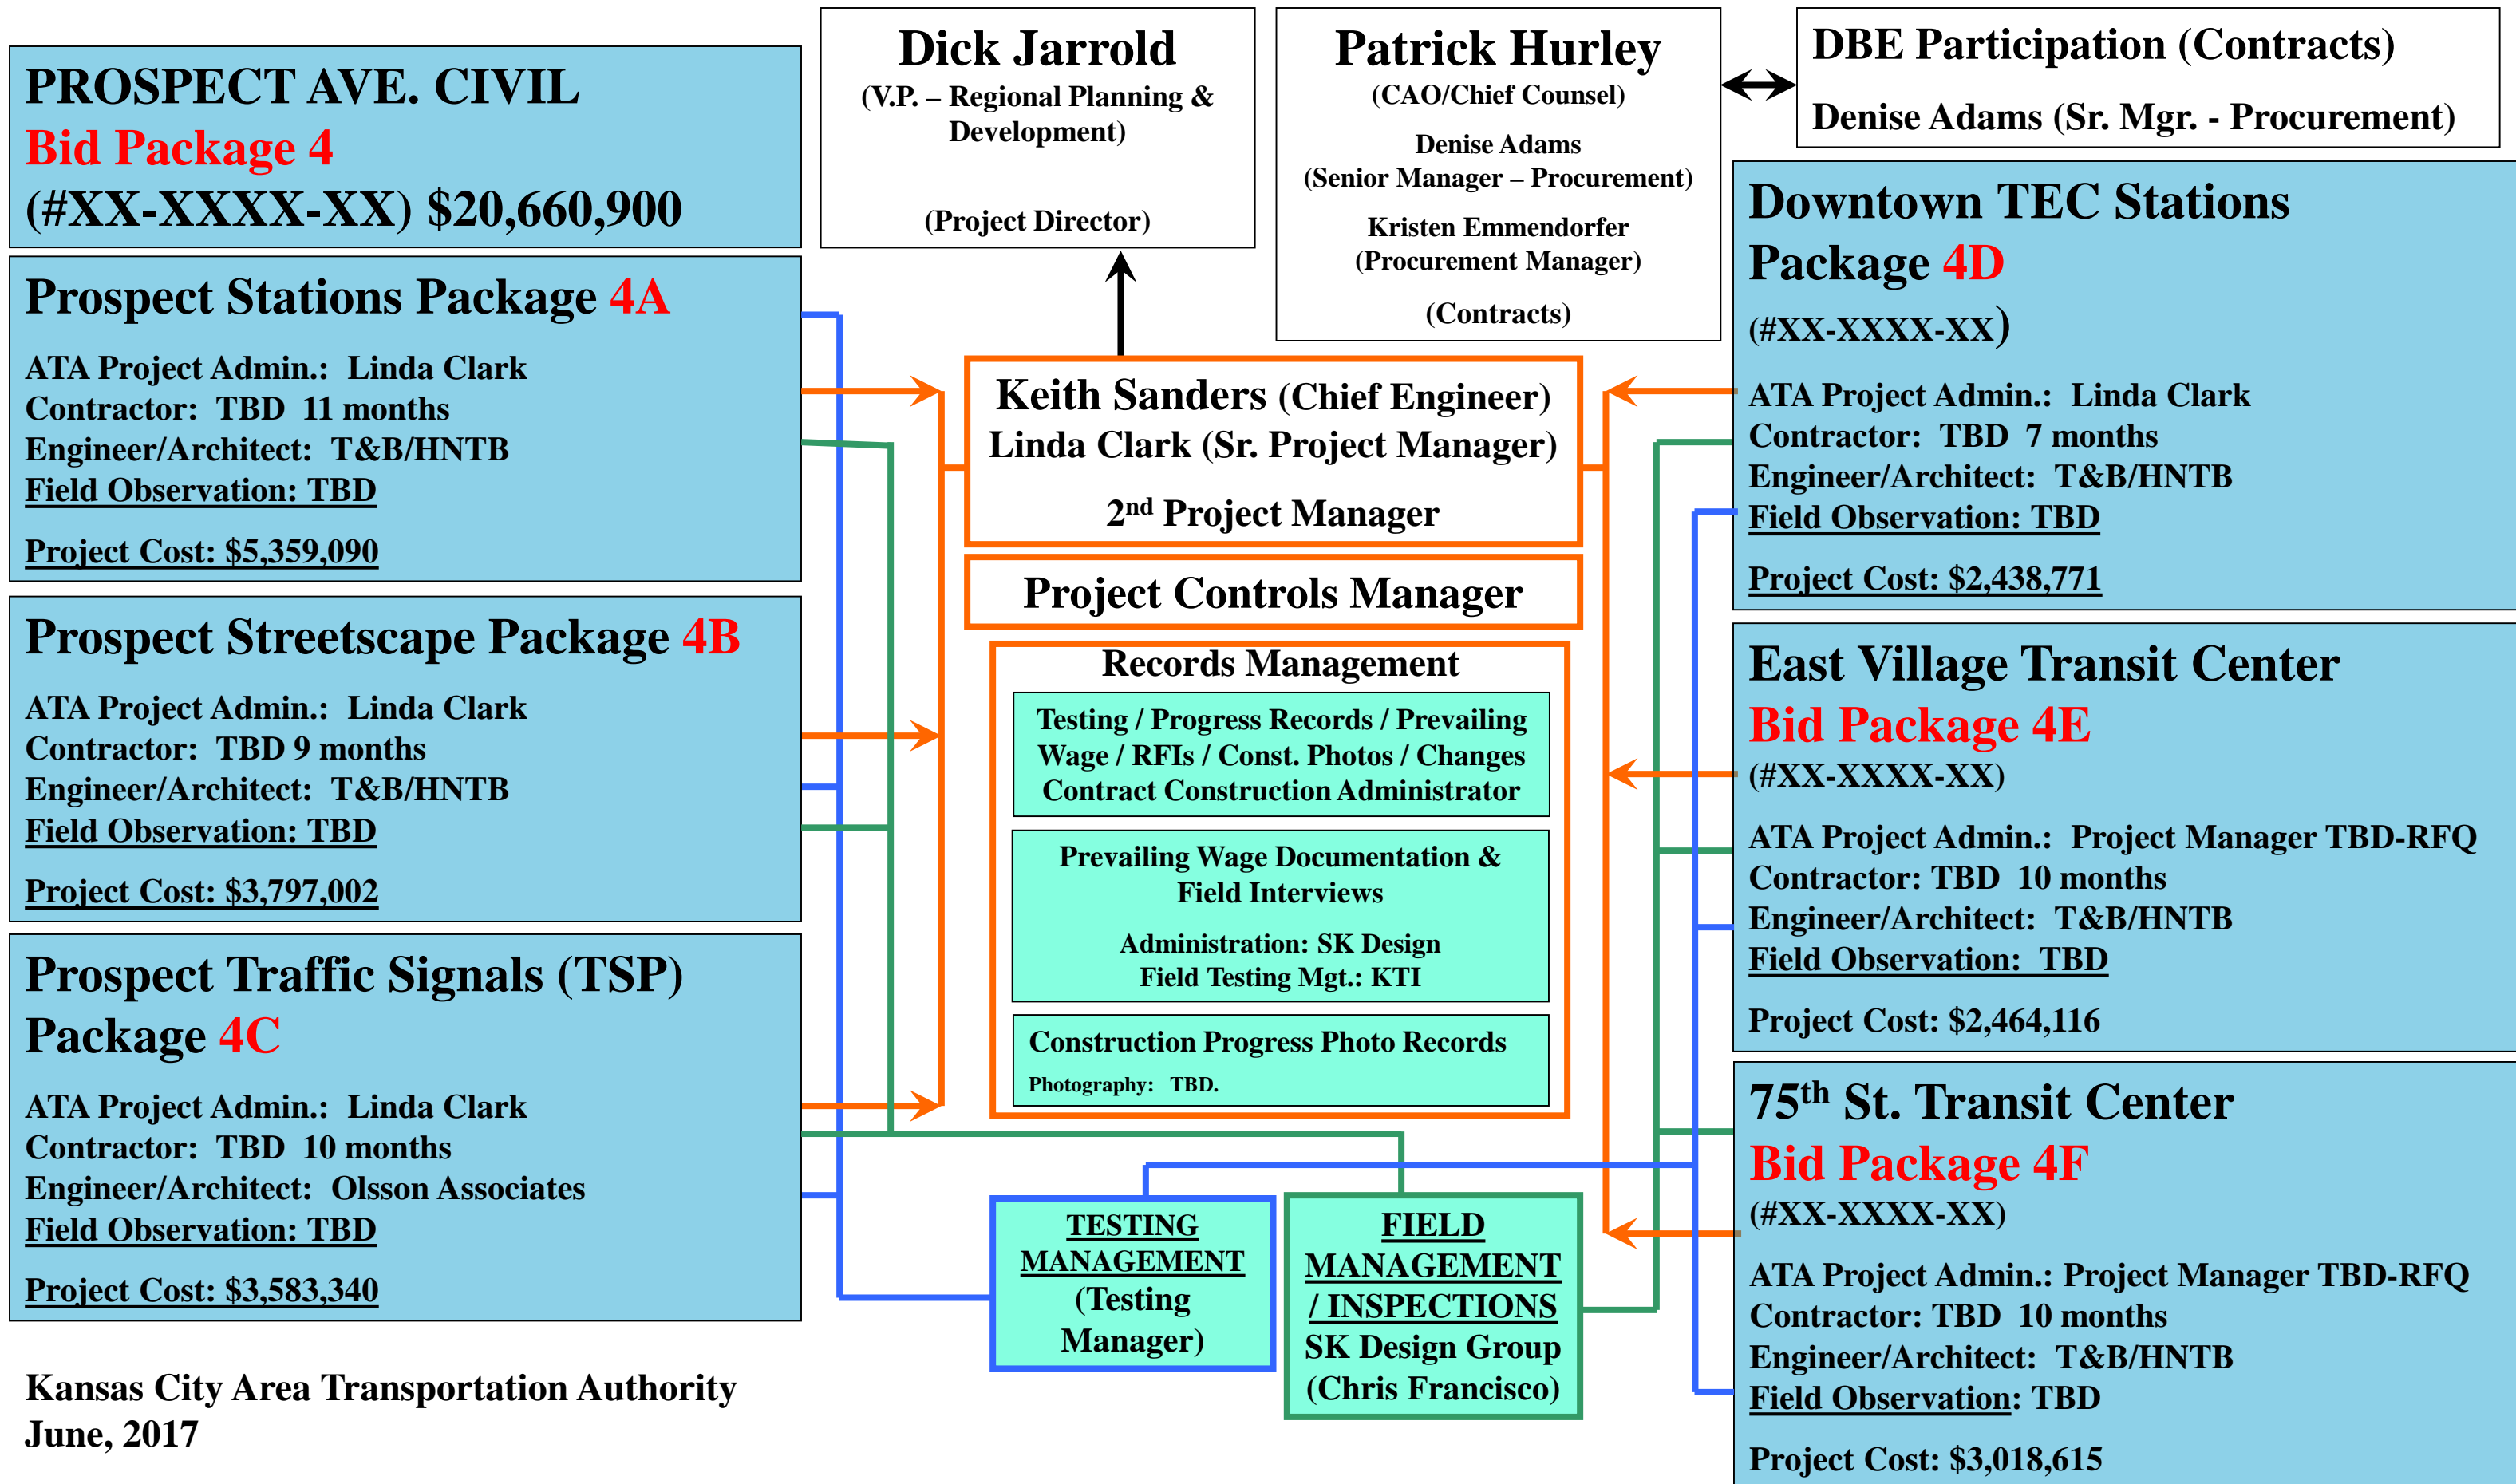 PROSPECT AVE. CIVIL
Bid Package 4
(#XX-XXXX-XX) $20,660,900
Prospect Stations Package 4A
ATA Project Admin.: Linda Clark
Contractor: TBD 11 months
Engineer/Architect: T&B/HNTB
Field Observation: TBD
Project Cost: $5,359,090
Prospect Streetscape Package 4B
ATA Project Admin.: Linda Clark
Contractor: TBD 9 months
Engineer/Architect: T&B/HNTB
Field Observation: TBD
Project Cost: $3,797,002
Prospect Traffic Signals (TSP)
Package 4C
ATA Project Admin.: Linda Clark
Contractor: TBD 10 months
Engineer/Architect: Olsson Associates
Field Observation: TBD
Project Cost: $3,583,340
Kansas City Area Transportation Authority
June, 2017
Dick Jarrold
(V.P. – Regional Planning &
Development)
(Project Director)
Patrick Hurley
(CAO/Chief Counsel)
Denise Adams
(Senior Manager – Procurement)
Kristen Emmendorfer
(Procurement Manager)
(Contracts)
DBE Participation (Contracts)
Denise Adams (Sr. Mgr. - Procurement)
Keith Sanders (Chief Engineer)
Linda Clark (Sr. Project Manager)
2nd Project Manager
Project Controls Manager
Records Management
Testing / Progress Records / Prevailing
Wage / RFIs / Const. Photos / Changes
Contract Construction Administrator
Prevailing Wage Documentation &
Field Interviews
Administration: SK Design
Field Testing Mgt.: KTI
Construction Progress Photo Records
Photography: TBD.
TESTING
MANAGEMENT
(Testing
Manager)
FIELD
MANAGEMENT
/ INSPECTIONS
SK Design Group
(Chris Francisco)
Downtown TEC Stations
Package 4D
(#XX-XXXX-XX)
ATA Project Admin.: Linda Clark
Contractor: TBD 7 months
Engineer/Architect: T&B/HNTB
Field Observation: TBD
Project Cost: $2,438,771
East Village Transit Center
Bid Package 4E
(#XX-XXXX-XX)
ATA Project Admin.: Project Manager TBD-RFQ
Contractor: TBD 10 months
Engineer/Architect: T&B/HNTB
Field Observation: TBD
Project Cost: $2,464,116
75th St. Transit Center
Bid Package 4F
(#XX-XXXX-XX)
ATA Project Admin.: Project Manager TBD-RFQ
Contractor: TBD 10 months
Engineer/Architect: T&B/HNTB
Field Observation: TBD
Project Cost: $3,018,615